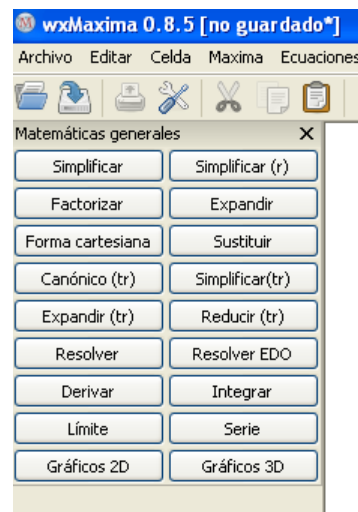 wxMaxima 0.8.5 [no guardado*]
Archivo Editar Celda Maxima Ecuaciones
Matemáticas generales
Simplificar Simplificar (r)
Factorizar Expandir
Forma cartesiana Sustituir
Canónico (tr) Simplificar(tr)
Expandir (tr) Reducir (tr)
Resolver Resolver EDO
Derivar Integrar
Límite Serie
Gráficos 2D Gráficos 3D